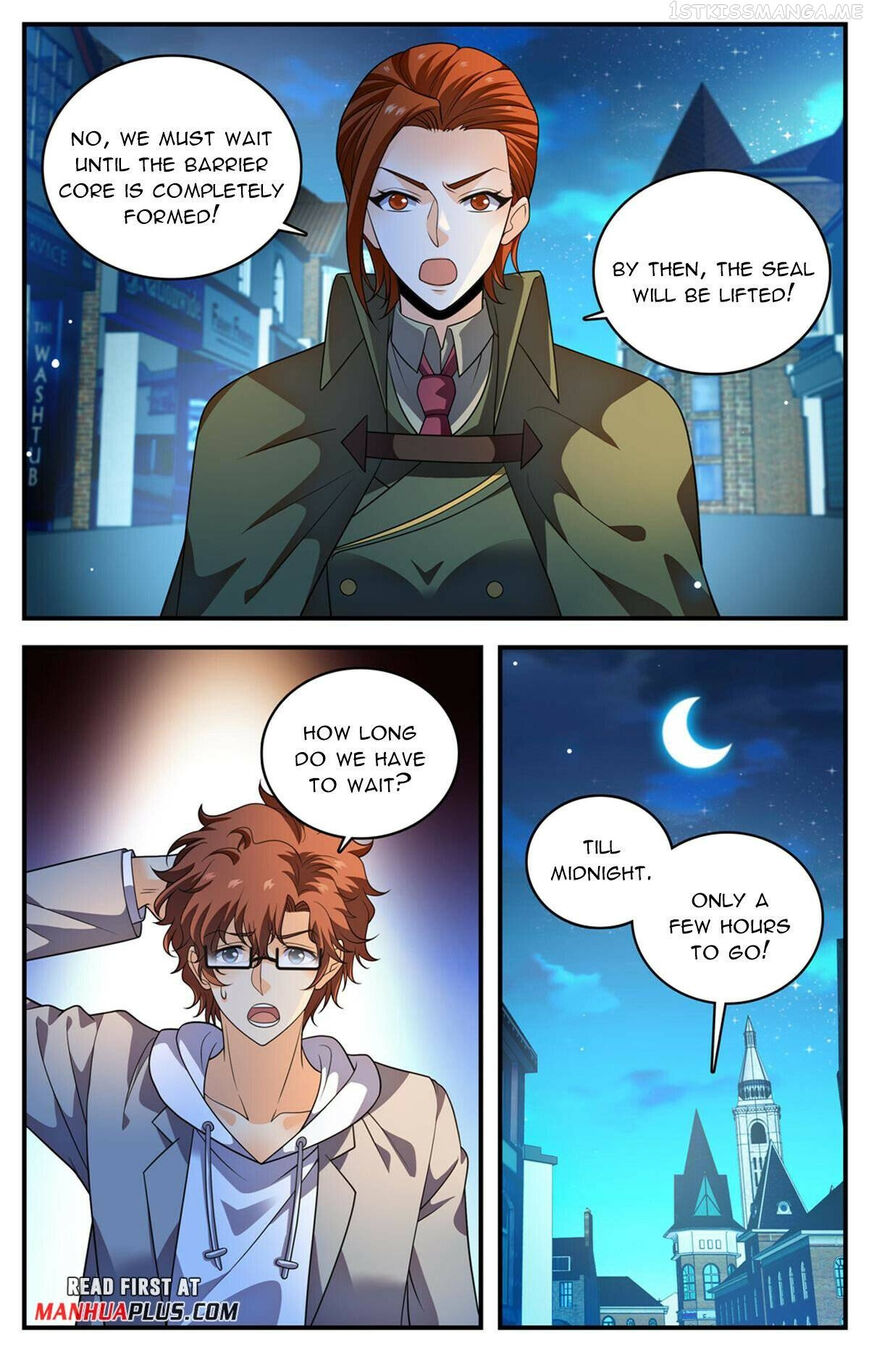 1STKISSMANGA.ME
NO, WE MUST WAIT
UNTIL THE BARRIER
CORE IS COMPLETELY
FORMED!
BY THEN, THE SEAL
WILL BE LIFTED!
THE WASHTUB
HOW LONG
DO WE HAVE
TO WAIT?
TILL
MIDNIGHT.
ONLY A
FEW HOURS
TO GO!
READ FIRST AT
MANHUAPLUS.COM